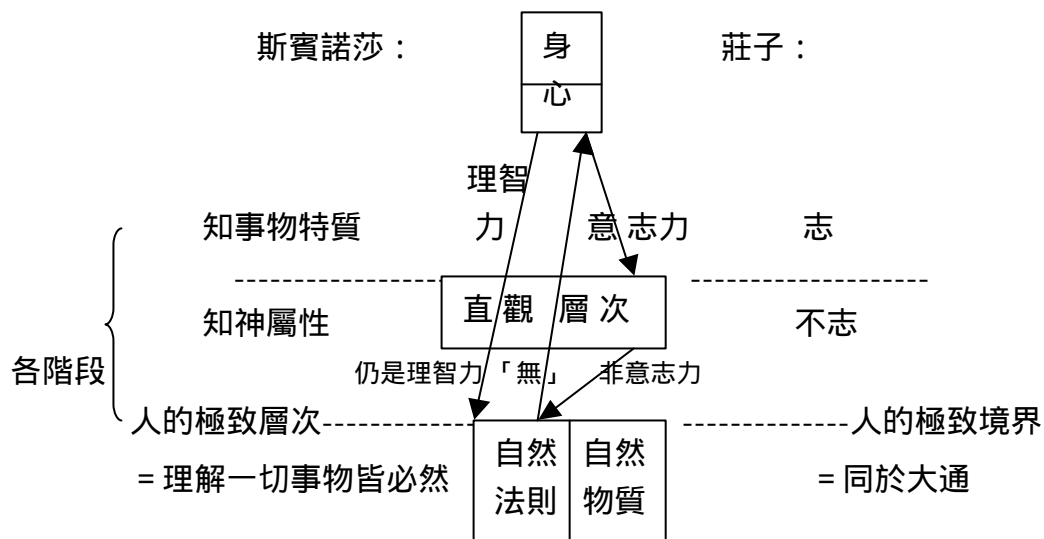 斯賓諾莎：
身
心
莊子：
理智
力
知事物特質
意 志力
志
直觀 層次
知神屬性
不志
各階段
仍是理智力「無」 非意志力
人的極致層次
人的極致境界
自然
法則
自然
物質
= 理解一切事物皆必然
= 同於大通